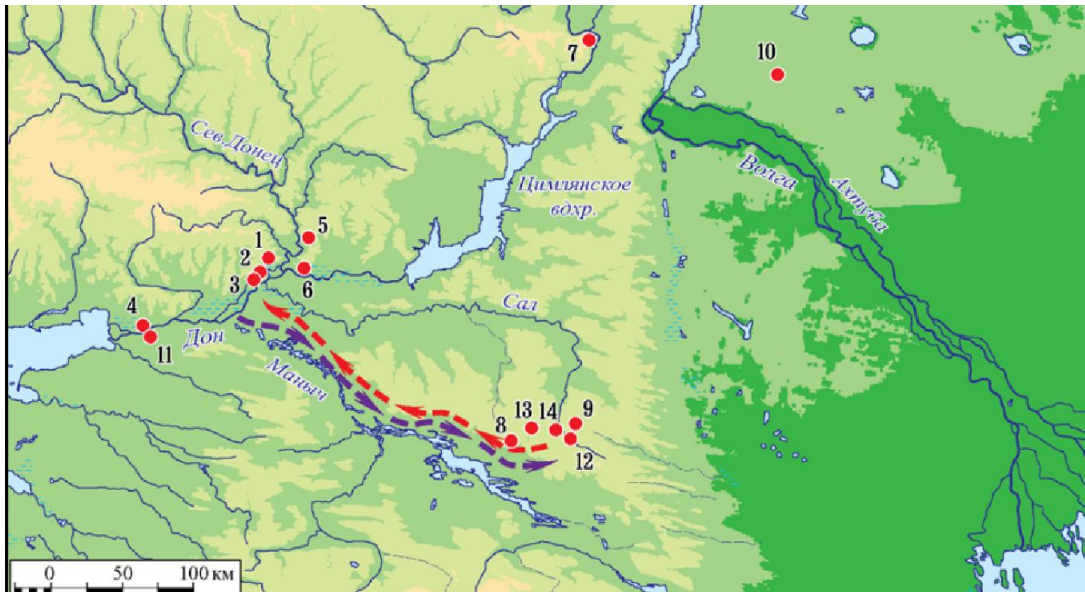 7
10
Сев.Донец
Волга
Ахтуба
Цимлянское
вдхр.
5
1
2
6
3
Сал
4
Дон
11
Маныч
13
14
9
8
12
0
50
100 км